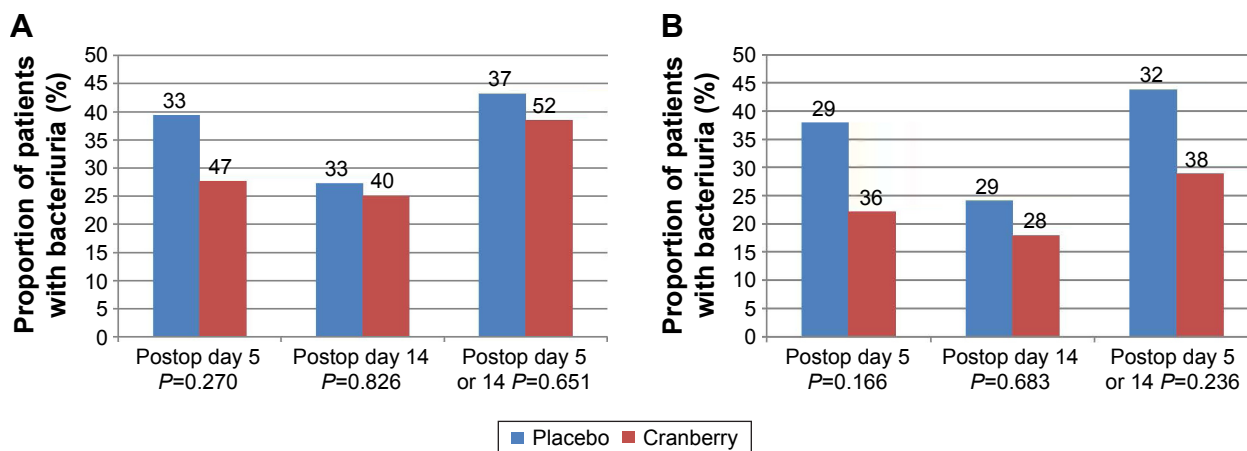 A
Proportion of patients
with bacteriuria (%)
50
45
40
35
30
25
20
15
10
5
0
33
47
33
40
37
52
Postop day 5
P=0.270
Postop day 14
P=0.826
Postop day 5
or 14 P=0.651
B
Proportion of patients
with bacteriuria (%)
50
45
40
35
30
25
20
15
10
5
0
29
36
29
28
32
38
Postop day 5
P=0.166
Postop day 14
P=0.683
Postop day 5
or 14 P=0.236
Placebo Cranberry